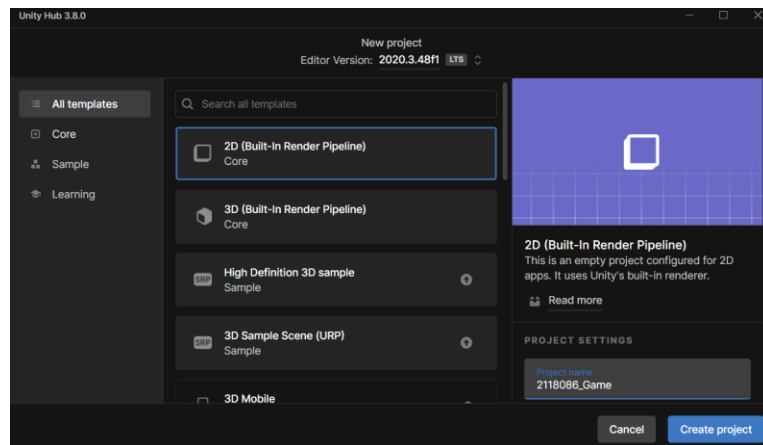 Unity Hub 3.8.0
New project
Editor Version: 2020.3.48f1 LTS
All templates
Core
Sample
Learning
Search all templates
2D (Built-In Render Pipeline)
Core
3D (Built-In Render Pipeline)
Core
SRP
High Definition 3D sample
Sample
SRP
3D Sample Scene (URP)
Sample
3D Mobile
2D (Built-In Render Pipeline)
This is an empty project configured for 2D
apps. It uses Unity's built-in renderer.
Read more
PROJECT SETTINGS
Project name
2118086_Game
Cancel
Create project